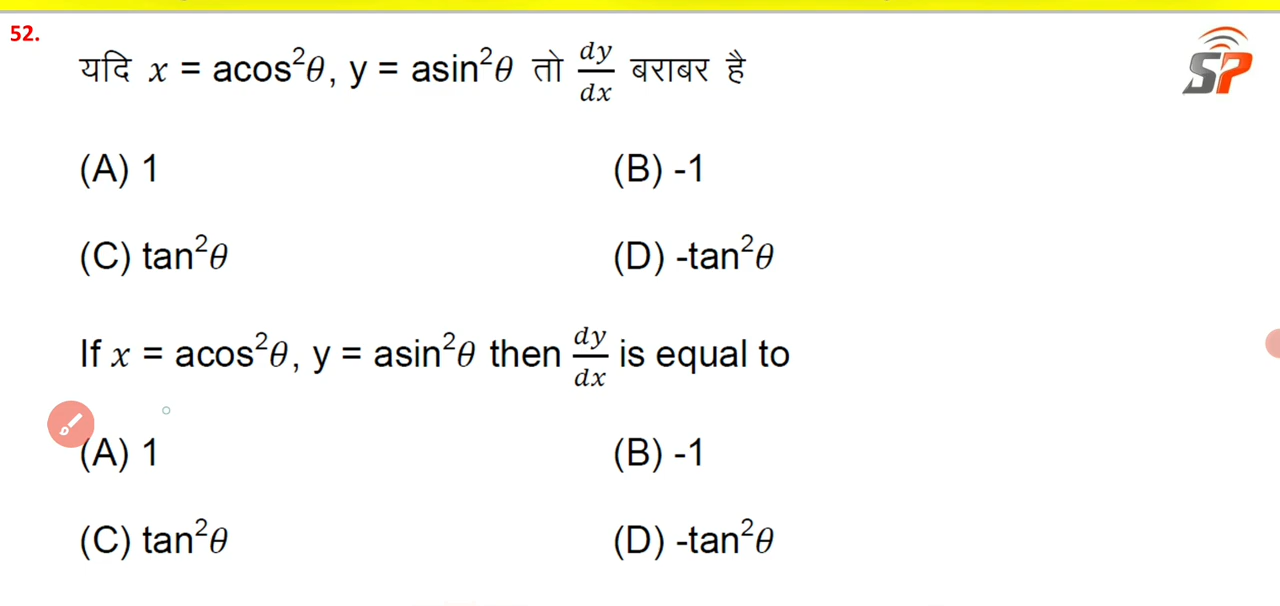 52.
यदि x = acos²θ, y = asin²θ तो dy/dx बराबर है
SP
(A) 1 (B) -1
(C) tan²θ (D) -tan²θ
If x = acos²θ, y = asin²θ then dy/dx is equal to
(A) 1 (B) -1
(C) tan²θ (D) -tan²θ